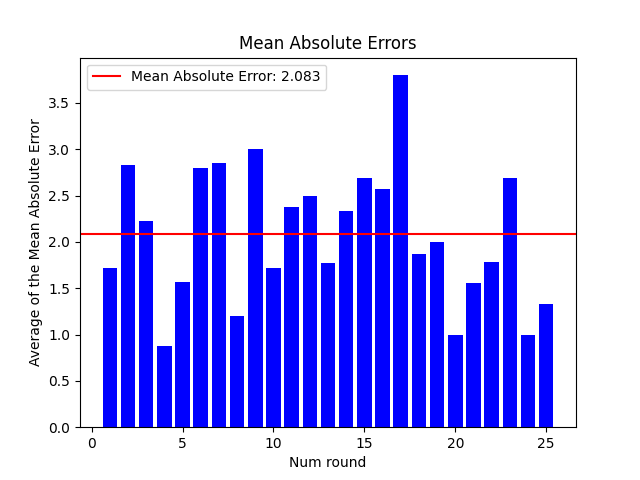 Mean Absolute Errors
Mean Absolute Error: 2.083
Average of the Mean Absolute Error
3.5
3.0
2.5
2.0
1.5
1.0
0.5
0.0
0 5 10 15 20 25
Num round